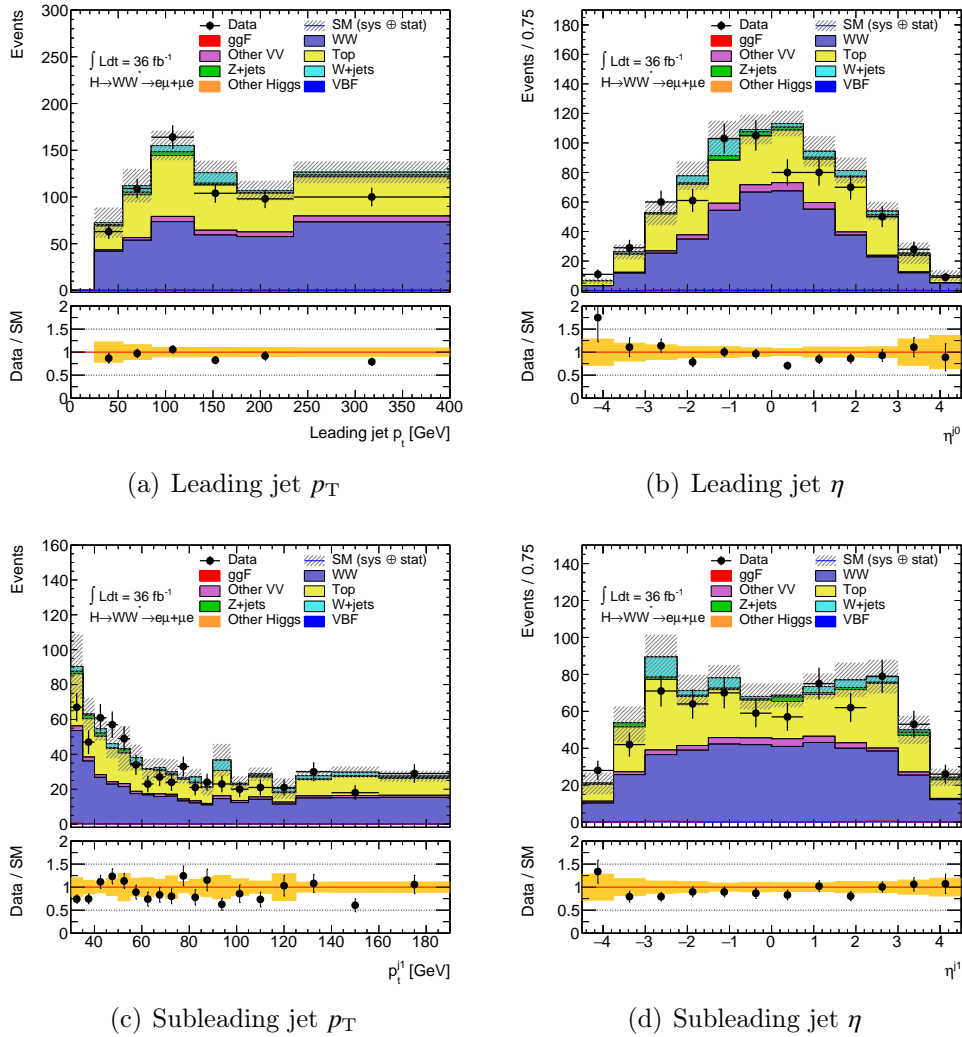 Events
300
250
200
150
100
50
0
Data
SM (sys ⊕ stat)
ggF
WW
Other VV
Top
Z+jets
W+jets
Other Higgs
VBF
∫ Ldt = 36 fb⁻¹
H→WW*→eμ+μe
Data / SM
2
1.5
1
0.5
0
0 50 100 150 200 250 300 350 400
Leading jet p_t [GeV]
(a) Leading jet p_T
Events / 0.75
180
160
140
120
100
80
60
40
20
0
Data
SM (sys ⊕ stat)
ggF
WW
Other VV
Top
Z+jets
W+jets
Other Higgs
VBF
∫ Ldt = 36 fb⁻¹
H→WW*→eμ+μe
Data / SM
2
1.5
1
0.5
0
−4 −3 −2 −1 0 1 2 3 4
η^j0
(b) Leading jet η
Events
160
140
120
100
80
60
40
20
0
Data
SM (sys ⊕ stat)
ggF
WW
Other VV
Top
Z+jets
W+jets
Other Higgs
VBF
∫ Ldt = 36 fb⁻¹
H→WW*→eμ+μe
Data / SM
2
1.5
1
0.5
0
40 60 80 100 120 140 160 180
p_t^j1 [GeV]
(c) Subleading jet p_T
Events / 0.75
140
120
100
80
60
40
20
0
Data
SM (sys ⊕ stat)
ggF
WW
Other VV
Top
Z+jets
W+jets
Other Higgs
VBF
∫ Ldt = 36 fb⁻¹
H→WW*→eμ+μe
Data / SM
2
1.5
1
0.5
0
−4 −3 −2 −1 0 1 2 3 4
η^j1
(d) Subleading jet η